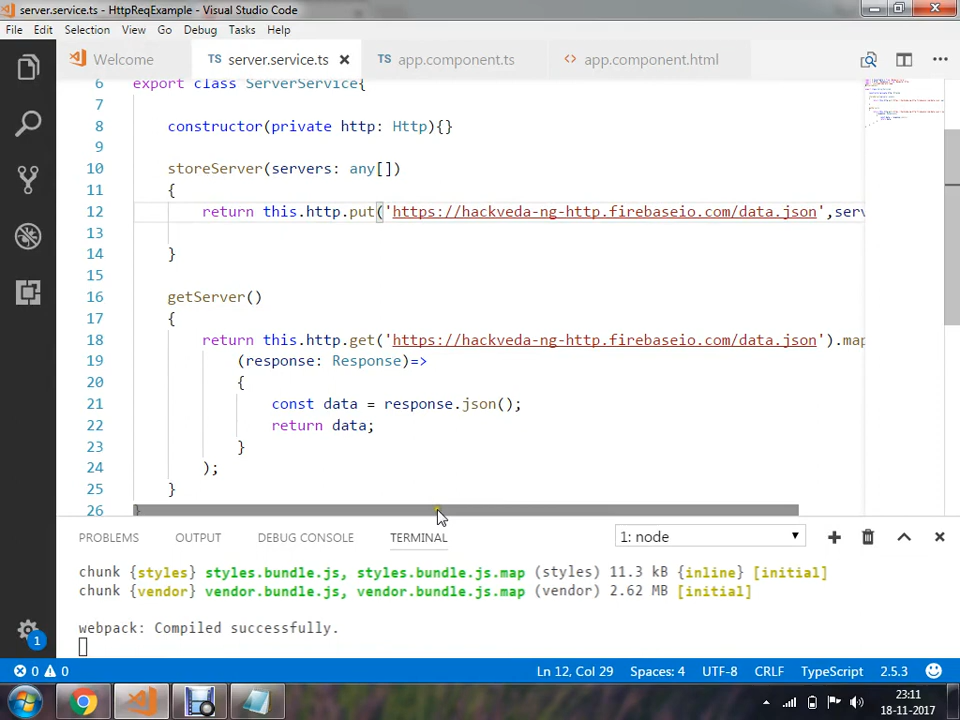 server.service.ts - HttpReqExample - Visual Studio Code
File Edit Selection View Go Debug Tasks Help
Welcome TS server.service.ts TS app.component.ts <> app.component.html
6 export class ServerService{
7
8 constructor(private http: Http){}
9
10 storeServer(servers: any[])
11 {
12 return this.http.put('https://hackveda-ng-http.firebaseio.com/data.json',serv
13
14 }
15
16 getServer()
17 {
18 return this.http.get('https://hackveda-ng-http.firebaseio.com/data.json').map
19 (response: Response)=>
20 {
21 const data = response.json();
22 return data;
23 }
24 );
25 }
26 }
PROBLEMS OUTPUT DEBUG CONSOLE TERMINAL 1: node
chunk {styles} styles.bundle.js, styles.bundle.js.map (styles) 11.3 kB {inline} [initial]
chunk {vendor} vendor.bundle.js, vendor.bundle.js.map (vendor) 2.62 MB [initial]
webpack: Compiled successfully.
1
0 0 Ln 12, Col 29 Spaces: 4 UTF-8 CRLF TypeScript 2.5.3
23:11
18-11-2017